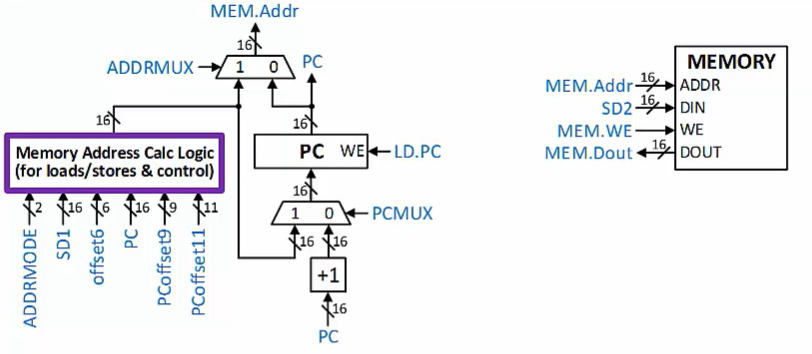 MEM.Addr
16
ADDRMUX
1 0
PC
16
16
Memory Address Calc Logic
(for loads/stores & control)
PC WE
LD.PC
16
1 0
PCMUX
16
16
+1
16
PC
2
16
6
16
9
11
ADDRMODE
SD1
offset6
PC
PCoffset9
PCoffset11
MEMORY
MEM.Addr 16 ADDR
SD2 16 DIN
MEM.WE WE
MEM.Dout 16 DOUT